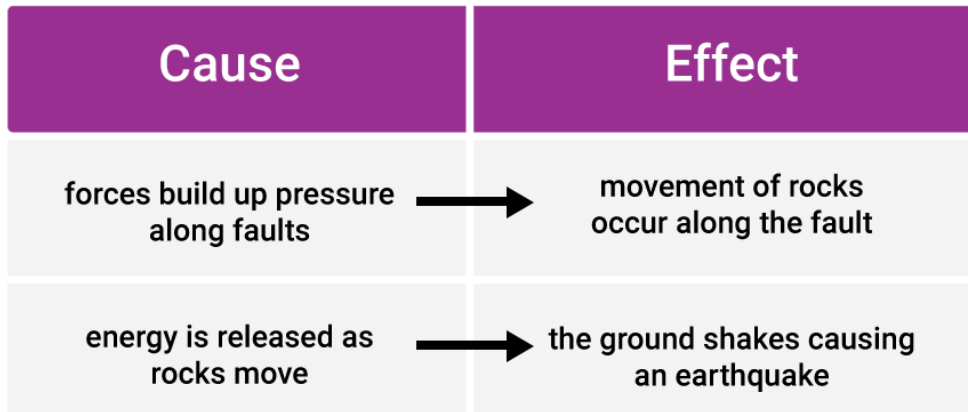 Cause
Effect
forces build up pressure
along faults
movement of rocks
occur along the fault
energy is released as
rocks move
the ground shakes causing
an earthquake